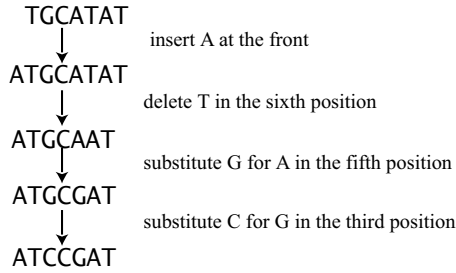 TGCATAT
insert A at the front
ATGCATAT
delete T in the sixth position
ATGCAAT
substitute G for A in the fifth position
ATGCGAT
substitute C for G in the third position
ATCCGAT